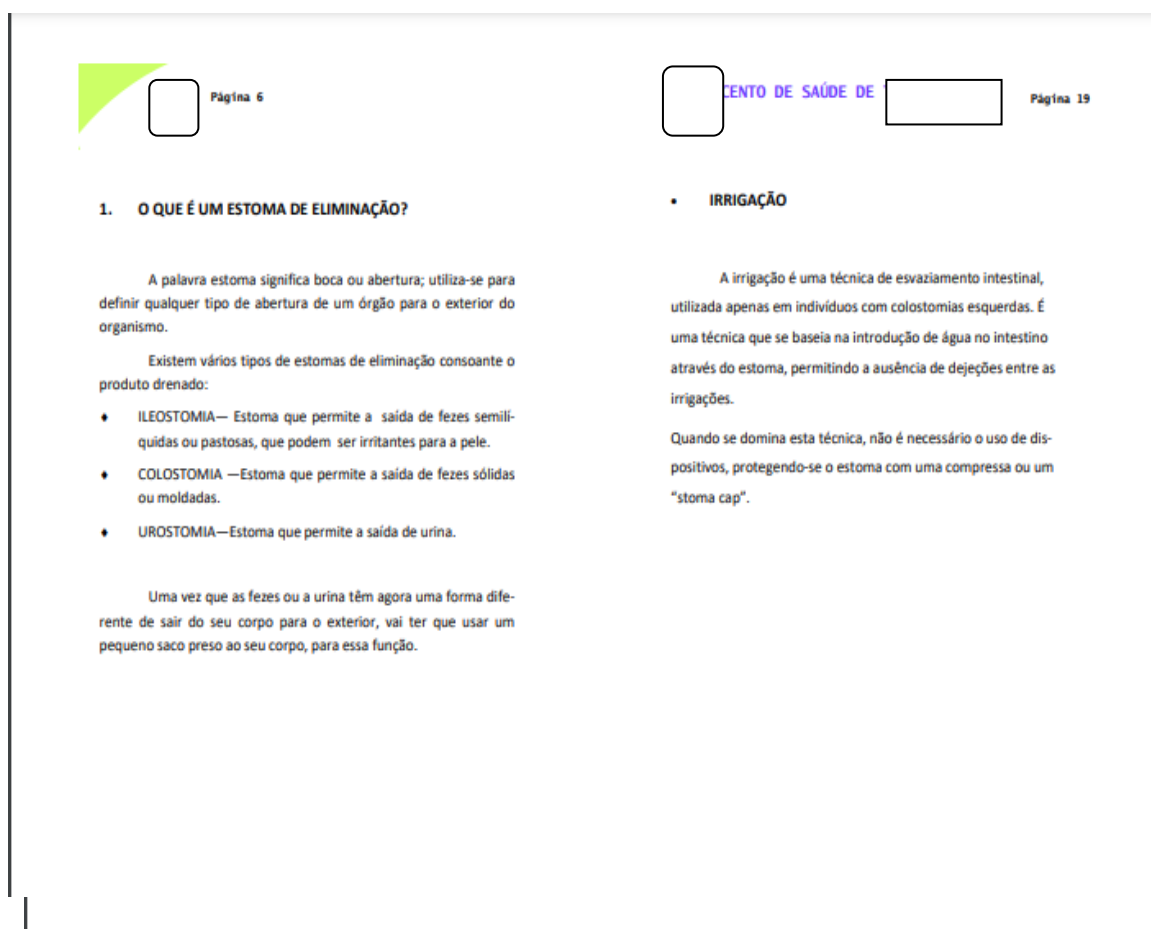 Página 6
1. O QUE É UM ESTOMA DE ELIMINAÇÃO?
A palavra estoma significa boca ou abertura; utiliza-se para
definir qualquer tipo de abertura de um órgão para o exterior do
organismo.
Existem vários tipos de estomas de eliminação consoante o
produto drenado:
♦ ILEOSTOMIA— Estoma que permite a saída de fezes semilí-
quidas ou pastosas, que podem ser irritantes para a pele.
♦ COLOSTOMIA —Estoma que permite a saída de fezes sólidas
ou moldadas.
♦ UROSTOMIA—Estoma que permite a saída de urina.
Uma vez que as fezes ou a urina têm agora uma forma dife-
rente de sair do seu corpo para o exterior, vai ter que usar um
pequeno saco preso ao seu corpo, para essa função.
CENTO DE SAÚDE DE
Página 19
• IRRIGAÇÃO
A irrigação é uma técnica de esvaziamento intestinal,
utilizada apenas em indivíduos com colostomias esquerdas. É
uma técnica que se baseia na introdução de água no intestino
através do estoma, permitindo a ausência de dejeções entre as
irrigações.
Quando se domina esta técnica, não é necessário o uso de dis-
positivos, protegendo-se o estoma com uma compressa ou um
“stoma cap”.